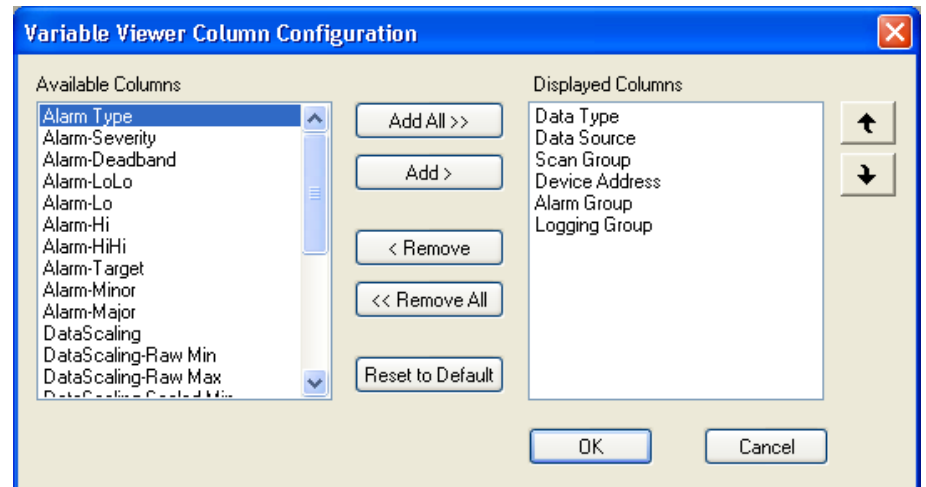 Variable Viewer Column Configuration
Available Columns
Alarm Type
Alarm-Severity
Alarm-Deadband
Alarm-LoLo
Alarm-Lo
Alarm-Hi
Alarm-HiHi
Alarm-Target
Alarm-Minor
Alarm-Major
DataScaling
DataScaling-Raw Min
DataScaling-Raw Max
DataScaling-Scaled Min
Add All >>
Add >
< Remove
<< Remove All
Reset to Default
Displayed Columns
Data Type
Data Source
Scan Group
Device Address
Alarm Group
Logging Group
OK
Cancel